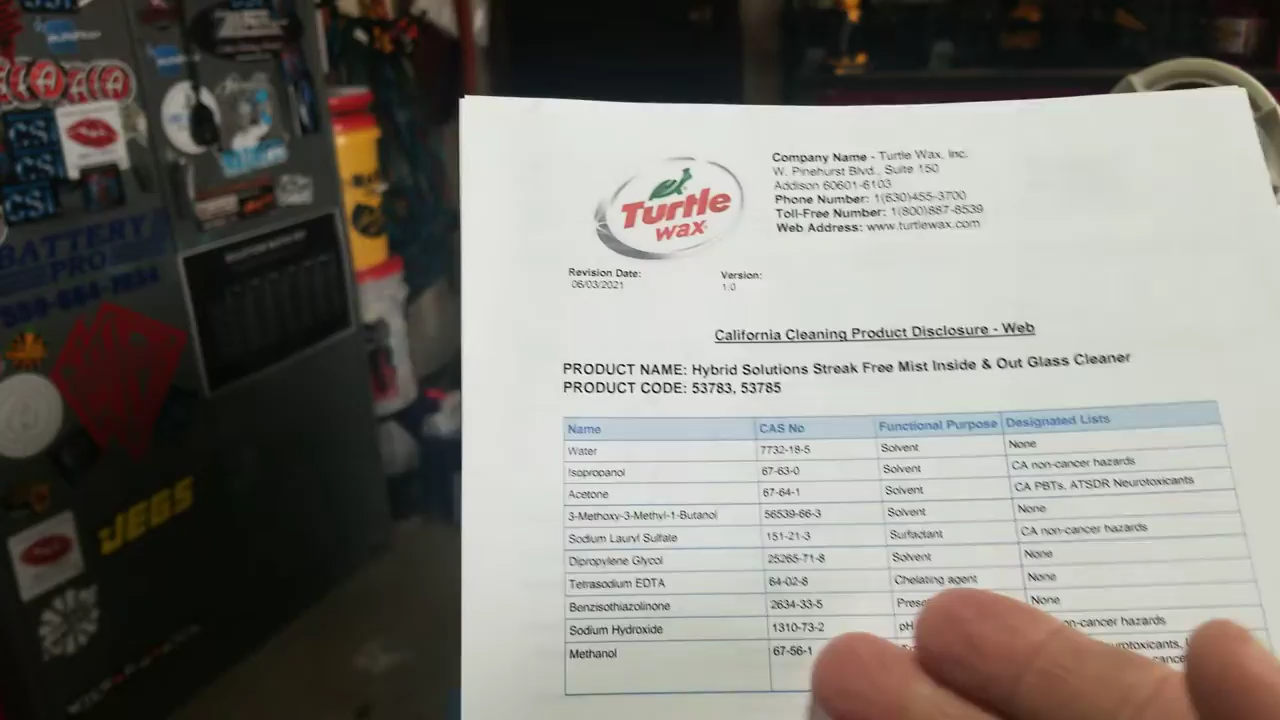 CSI
CSI
CSI
CSI
BATTERY
PRO
JEGS
Turtle
wax
Company Name - Turtle Wax, Inc.
W. Pinehurst Blvd., Suite 150
Addison 60601-6103
Phone Number: 1(630)455-3700
Toll-Free Number: 1(800)887-8539
Web Address: www.turtlewax.com
Revision Date: Version:
06/03/2021 1.0
California Cleaning Product Disclosure - Web
PRODUCT NAME: Hybrid Solutions Streak Free Mist Inside & Out Glass Cleaner
PRODUCT CODE: 53783, 53785
Name CAS No Functional Purpose Designated Lists
Water 7732-18-5 Solvent None
Isopropanol 67-63-0 Solvent CA non-cancer hazards
Acetone 67-64-1 Solvent CA PBTs, ATSDR Neurotoxicants
3-Methoxy-3-Methyl-1-Butanol 56539-66-3 Solvent None
Sodium Lauryl Sulfate 151-21-3 Surfactant CA non-cancer hazards
Dipropylene Glycol 25265-71-8 Solvent None
Tetrasodium EDTA 64-02-8 Chelating agent None
Benzisothiazolinone 2634-33-5 None
Sodium Hydroxide 1310-73-2 pH non-cancer hazards
Methanol 67-56-1